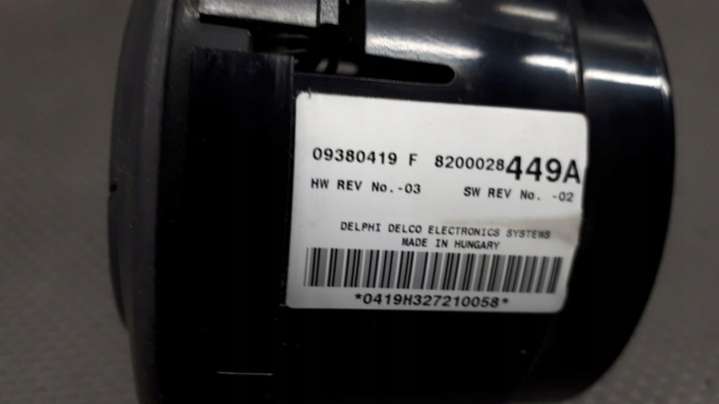 09380419 F 8200028449A
HW REV No.-03 SW REV No. -02
DELPHI DELCO ELECTRONICS SYSTEMS
MADE IN HUNGARY
*0419H327210058*